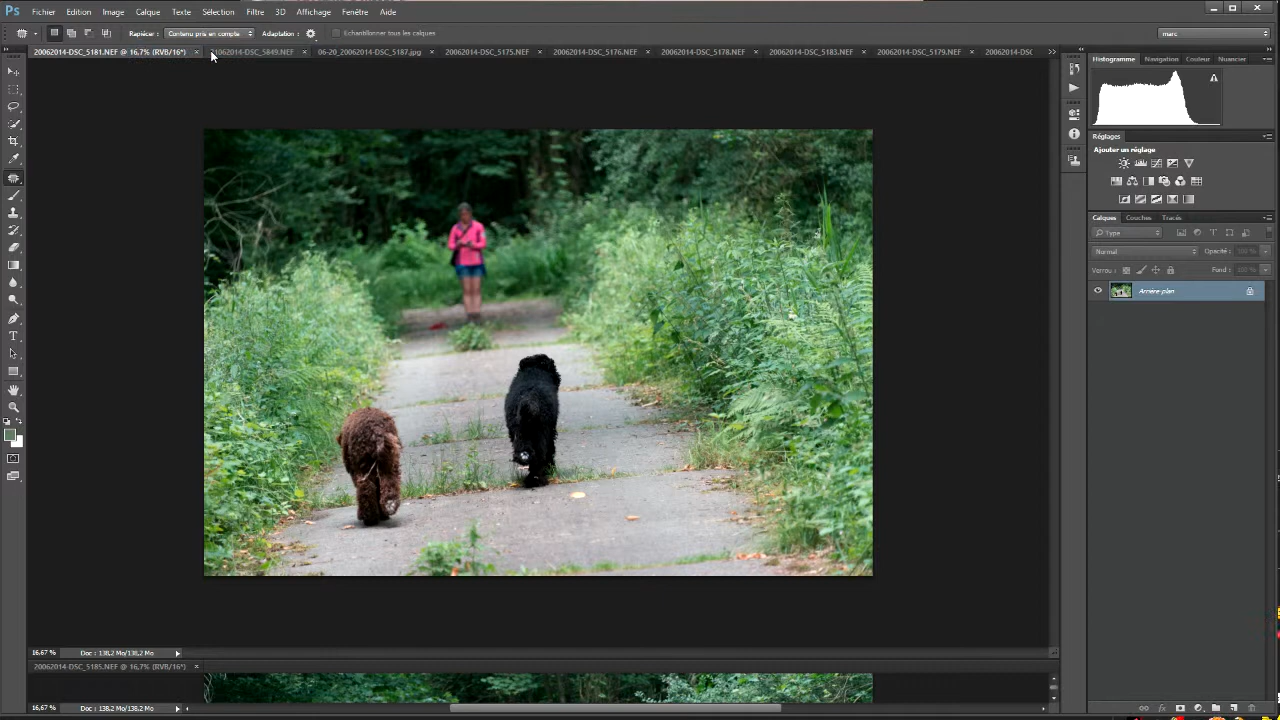 Ps Fichier Edition Image Calque Texte Sélection Filtre 3D Affichage Fenêtre Aide
Rapiécer : Contenu pris en compte Adaptation : Echantillonner tous les calques marc
20062014-DSC_5181.NEF @ 16,7% (RVB/16*) × 20062014-DSC_5849.NEF × 06-20_20062014-DSC_5187.jpg × 20062014-DSC_5175.NEF × 20062014-DSC_5176.NEF × 20062014-DSC_5178.NEF × 20062014-DSC_5183.NEF × 20062014-DSC_5179.NEF × 20062014-DSC >>
Histogramme Navigation Couleur Nuancier
Réglages
Ajouter un réglage
Calques Couches Tracés
Type
Normal Opacité : 100 %
Verrou : Fond : 100 %
Arrière-plan
16,67 % Doc : 138,2 Mo/138,2 Mo
20062014-DSC_5185.NEF @ 16,7% (RVB/16*) ×
16,67 % Doc : 138,2 Mo/138,2 Mo